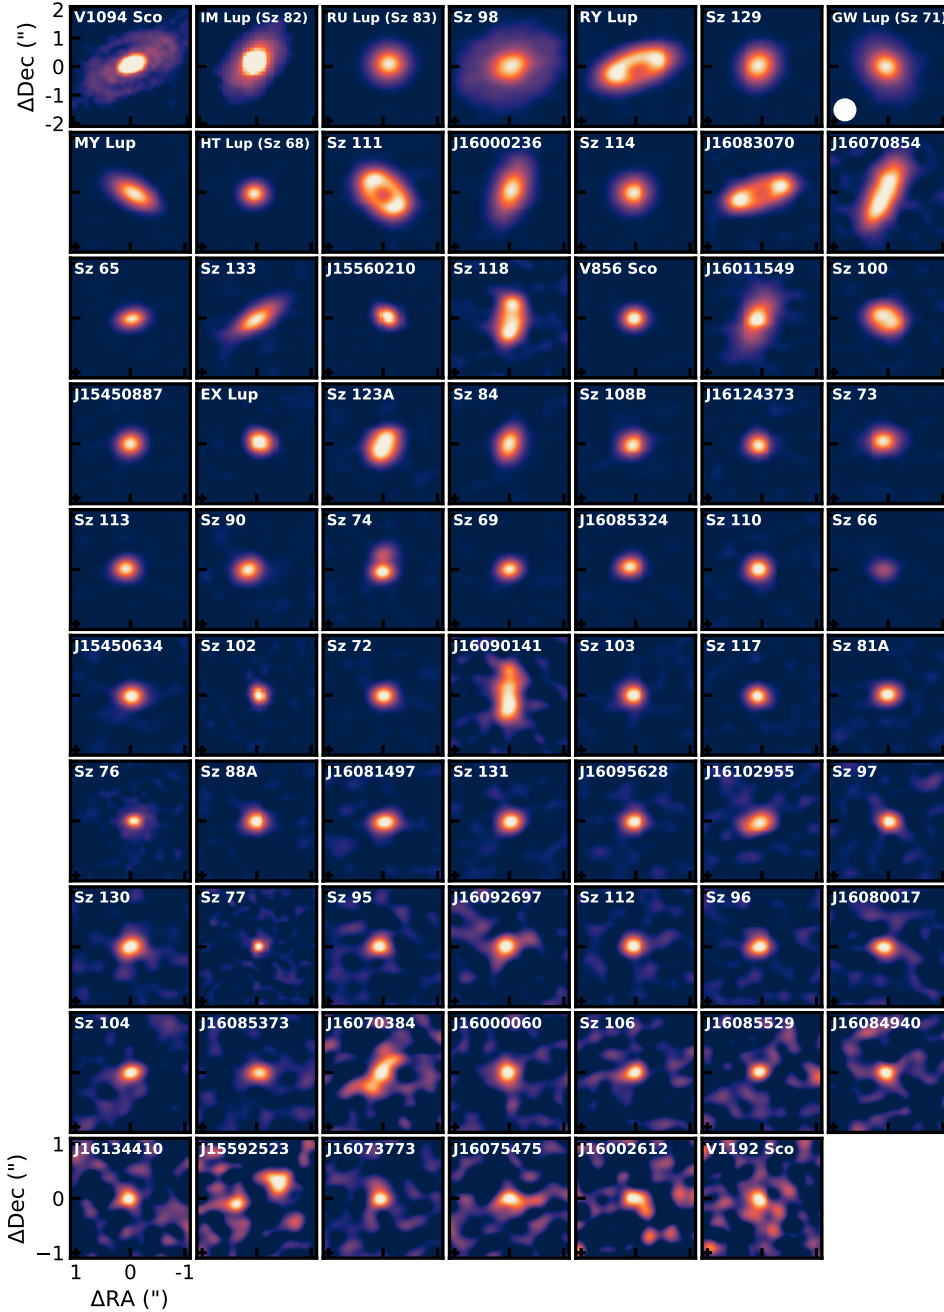 2
1
0
-1
-2
ΔDec (")
V1094 Sco
IM Lup (Sz 82)
RU Lup (Sz 83)
Sz 98
RY Lup
Sz 129
GW Lup (Sz 71)
MY Lup
HT Lup (Sz 68)
Sz 111
J16000236
Sz 114
J16083070
J16070854
Sz 65
Sz 133
J15560210
Sz 118
V856 Sco
J16011549
Sz 100
J15450887
EX Lup
Sz 123A
Sz 84
Sz 108B
J16124373
Sz 73
Sz 113
Sz 90
Sz 74
Sz 69
J16085324
Sz 110
Sz 66
J15450634
Sz 102
Sz 72
J16090141
Sz 103
Sz 117
Sz 81A
Sz 76
Sz 88A
J16081497
Sz 131
J16095628
J16102955
Sz 97
Sz 130
Sz 77
Sz 95
J16092697
Sz 112
Sz 96
J16080017
Sz 104
J16085373
J16070384
J16000060
Sz 106
J16085529
J16084940
J16134410
J15592523
J16073773
J16075475
J16002612
V1192 Sco
1
0
−1
ΔDec (")
1
0
-1
ΔRA (")